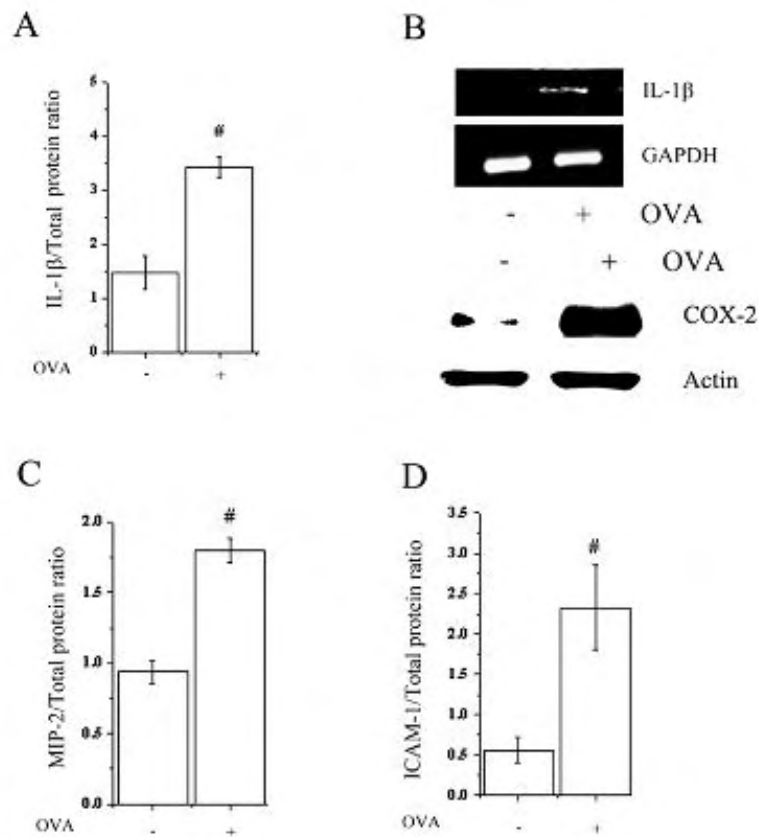 A
IL-1β/Total protein ratio
5
4
3
2
1
0
#
OVA - +
B
IL-1β
GAPDH
- + OVA
- + OVA
COX-2
Actin
C
MIP-2/Total protein ratio
2.0
1.5
1.0
0.5
0.0
#
OVA - +
D
ICAM-1/Total protein ratio
3.5
3.0
2.5
2.0
1.5
1.0
0.5
0.0
#
OVA - +